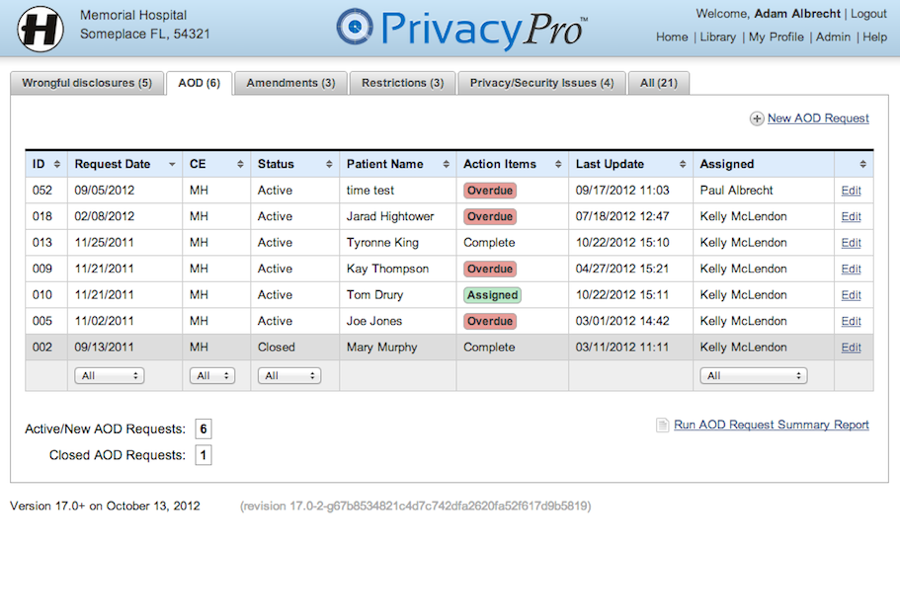 H
Memorial Hospital
Someplace FL, 54321
PrivacyPro™
Welcome, Adam Albrecht | Logout
Home | Library | My Profile | Admin | Help
Wrongful disclosures (5) AOD (6) Amendments (3) Restrictions (3) Privacy/Security Issues (4) All (21)
New AOD Request
ID Request Date CE Status Patient Name Action Items Last Update Assigned
052 09/05/2012 MH Active time test Overdue 09/17/2012 11:03 Paul Albrecht Edit
018 02/08/2012 MH Active Jarad Hightower Overdue 07/18/2012 12:47 Kelly McLendon Edit
013 11/25/2011 MH Active Tyronne King Complete 10/22/2012 15:10 Kelly McLendon Edit
009 11/21/2011 MH Active Kay Thompson Overdue 04/27/2012 15:21 Kelly McLendon Edit
010 11/21/2011 MH Active Tom Drury Assigned 10/22/2012 15:11 Kelly McLendon Edit
005 11/02/2011 MH Active Joe Jones Overdue 03/01/2012 14:42 Kelly McLendon Edit
002 09/13/2011 MH Closed Mary Murphy Complete 03/11/2012 11:11 Kelly McLendon Edit
All All All All
Active/New AOD Requests: 6
Closed AOD Requests: 1
Run AOD Request Summary Report
Version 17.0+ on October 13, 2012 (revision 17.0-2-g67b8534821c4d7c742dfa2620fa52f617d9b5819)